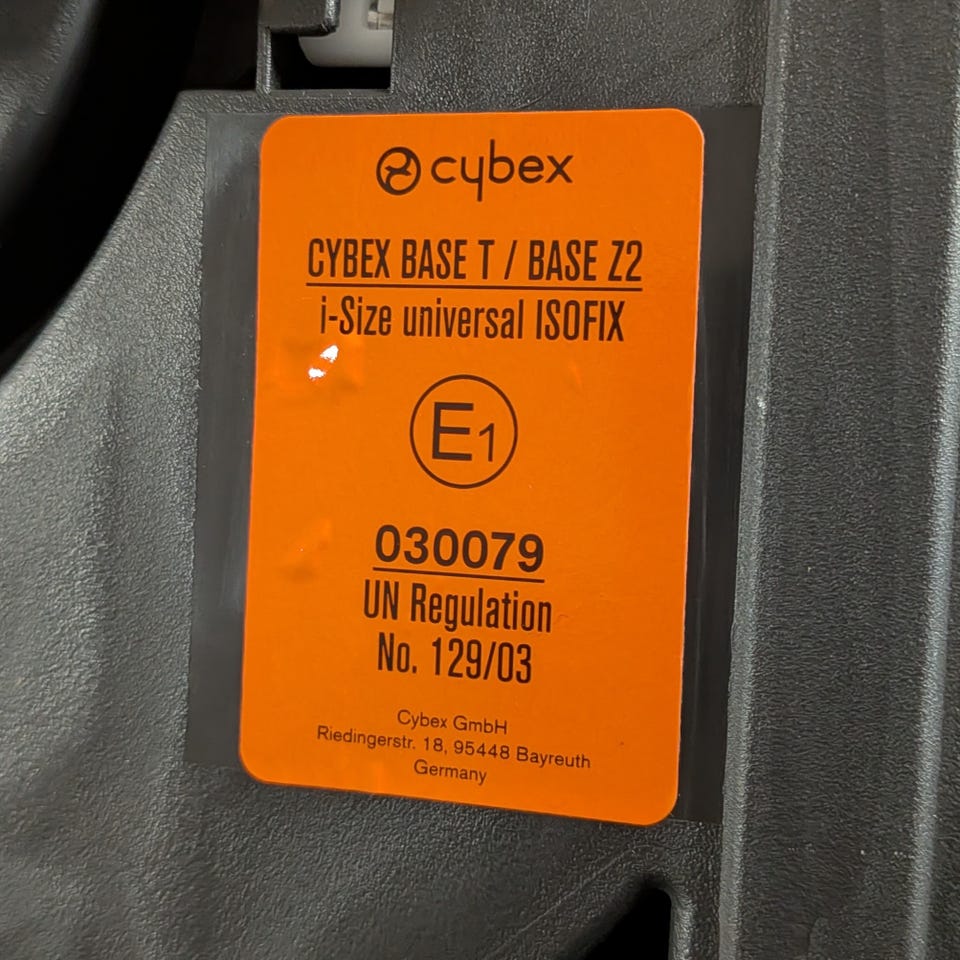 cybex
CYBEX BASE T / BASE Z2
i-Size universal ISOFIX
E1
030079
UN Regulation
No. 129/03
Cybex GmbH
Riedingerstr. 18, 95448 Bayreuth
Germany